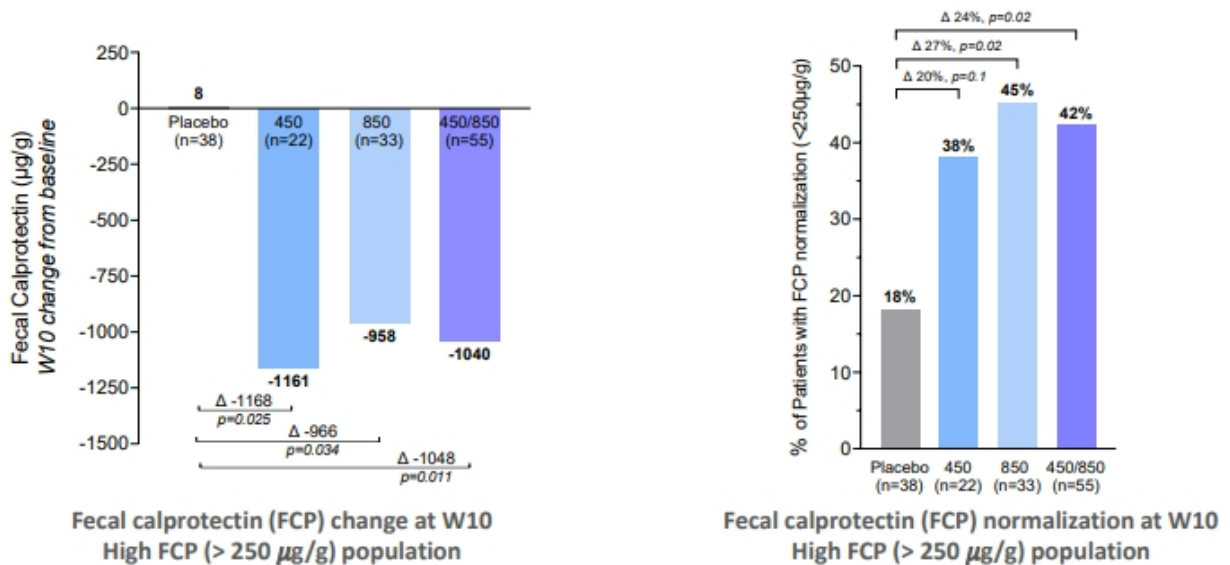 Fecal Calprotectin (µg/g)
W10 change from baseline
250
0
-250
-500
-750
-1000
-1250
-1500
8
Placebo
(n=38)
450
(n=22)
850
(n=33)
450/850
(n=55)
-1161
-958
-1040
Δ -1168
p=0.025
Δ -966
p=0.034
Δ -1048
p=0.011
Fecal calprotectin (FCP) change at W10
High FCP (> 250 µg/g) population
% of Patients with FCP normalization (<250µg/g)
50
40
30
20
10
0
Δ 24%, p=0.02
Δ 27%, p=0.02
Δ 20%, p=0.1
18%
38%
45%
42%
Placebo
(n=38)
450
(n=22)
850
(n=33)
450/850
(n=55)
Fecal calprotectin (FCP) normalization at W10
High FCP (> 250 µg/g) population